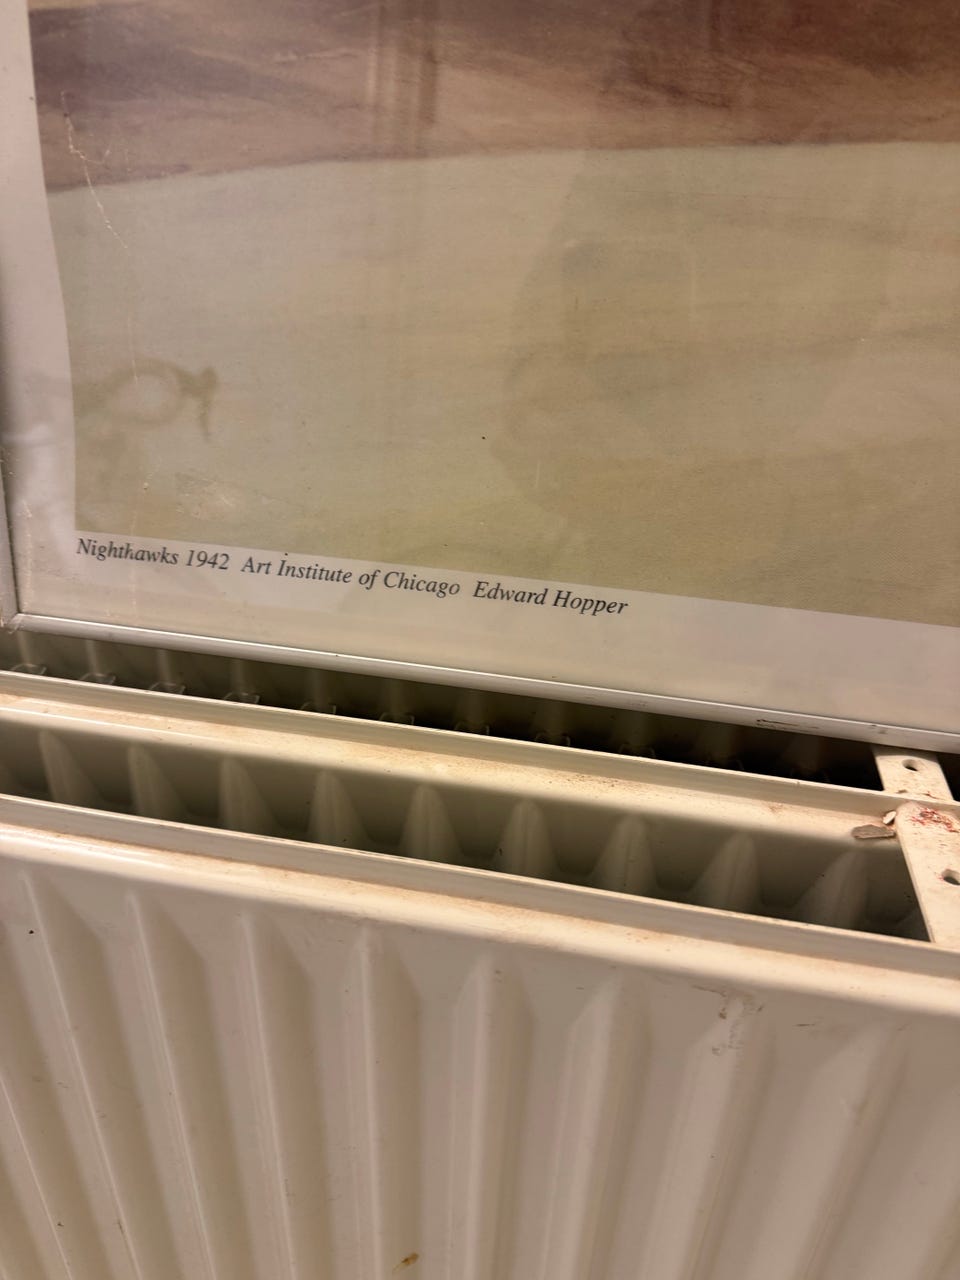 Nighthawks 1942 Art Institute of Chicago Edward Hopper